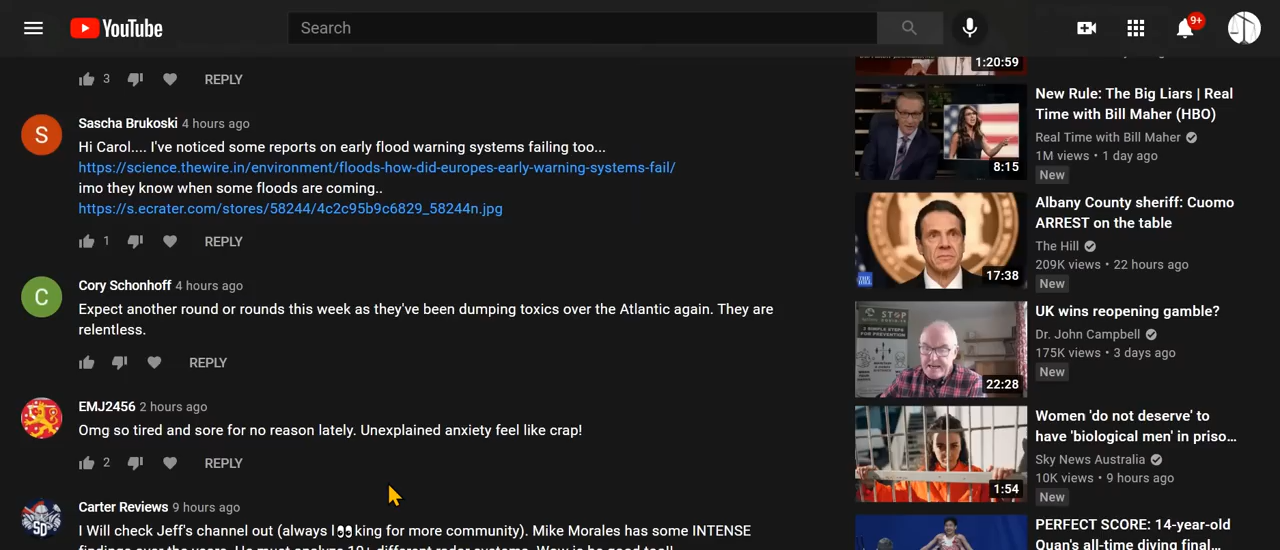 YouTube
Search
9+
3
REPLY
S
Sascha Brukoski 4 hours ago
Hi Carol.... I've noticed some reports on early flood warning systems failing too...
https://science.thewire.in/environment/floods-how-did-europes-early-warning-systems-fail/
imo they know when some floods are coming..
https://s.ecrater.com/stores/58244/4c2c95b9c6829_58244n.jpg
1
REPLY
C
Cory Schonhoff 4 hours ago
Expect another round or rounds this week as they've been dumping toxics over the Atlantic again. They are
relentless.
REPLY
EMJ2456 2 hours ago
Omg so tired and sore for no reason lately. Unexplained anxiety feel like crap!
2
REPLY
SD
Carter Reviews 9 hours ago
I Will check Jeff's channel out (always l👀king for more community). Mike Morales has some INTENSE
1:20:59
New Rule: The Big Liars | Real
Time with Bill Maher (HBO)
Real Time with Bill Maher
1M views • 1 day ago
New
8:15
Albany County sheriff: Cuomo
ARREST on the table
The Hill
209K views • 22 hours ago
New
17:38
UK wins reopening gamble?
Dr. John Campbell
175K views • 3 days ago
New
STOP
22:28
Women 'do not deserve' to
have 'biological men' in priso...
Sky News Australia
10K views • 9 hours ago
New
1:54
PERFECT SCORE: 14-year-old
Quan's all-time diving final...